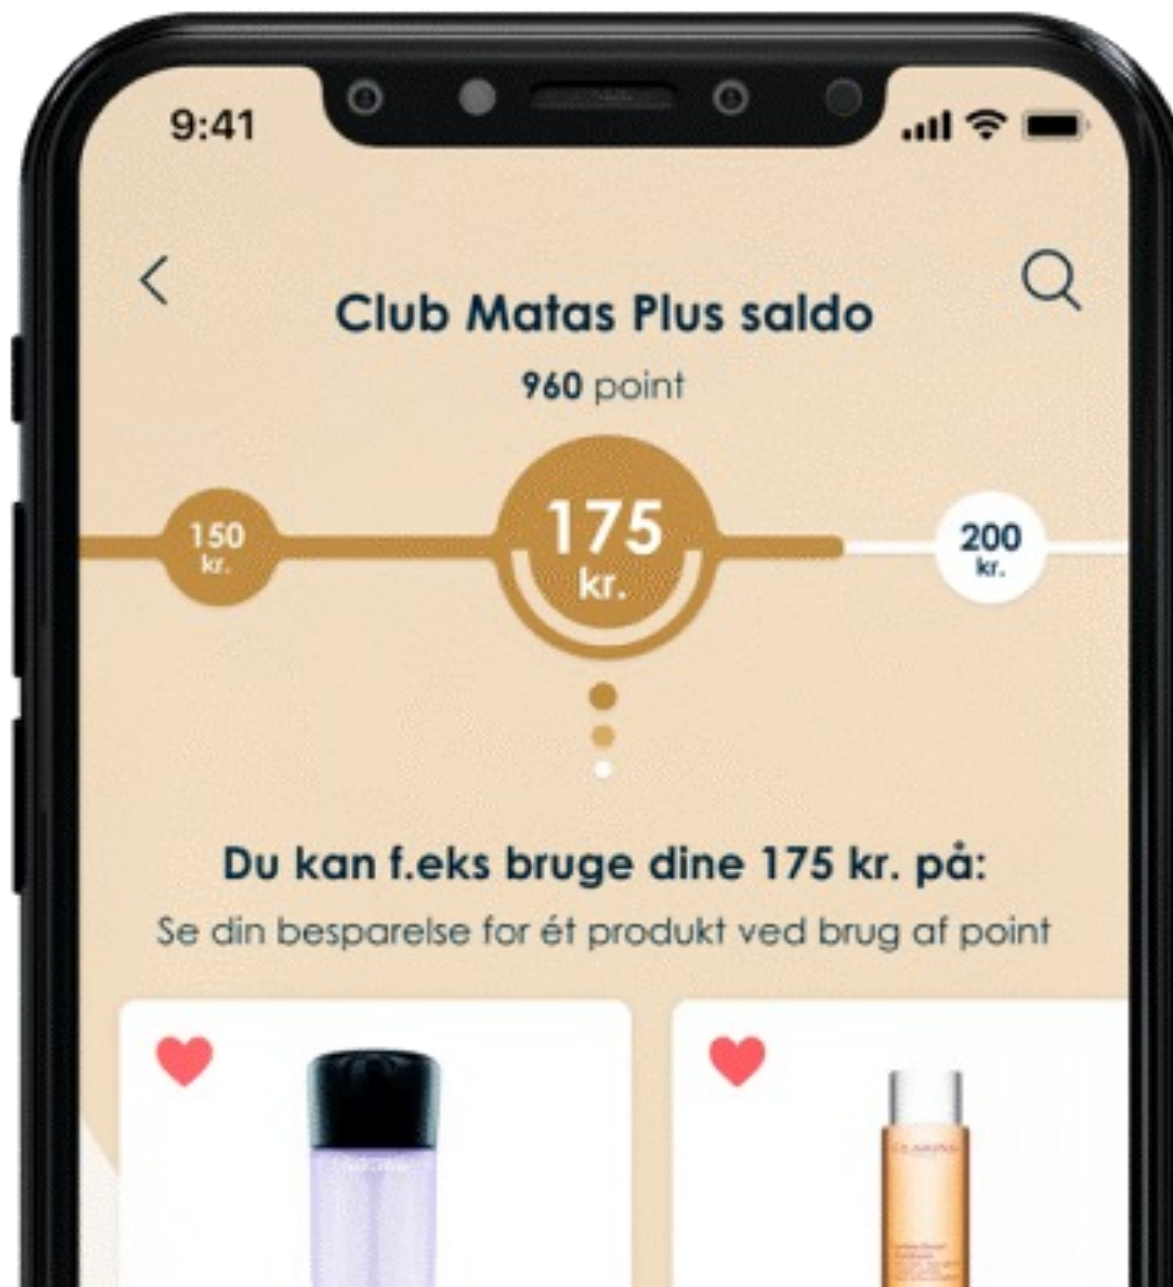 9:41
Club Matas Plus saldo
960 point
150
kr.
175
kr.
200
kr.
Du kan f.eks bruge dine 175 kr. på:
Se din besparelse for ét produkt ved brug af point
CLARINS